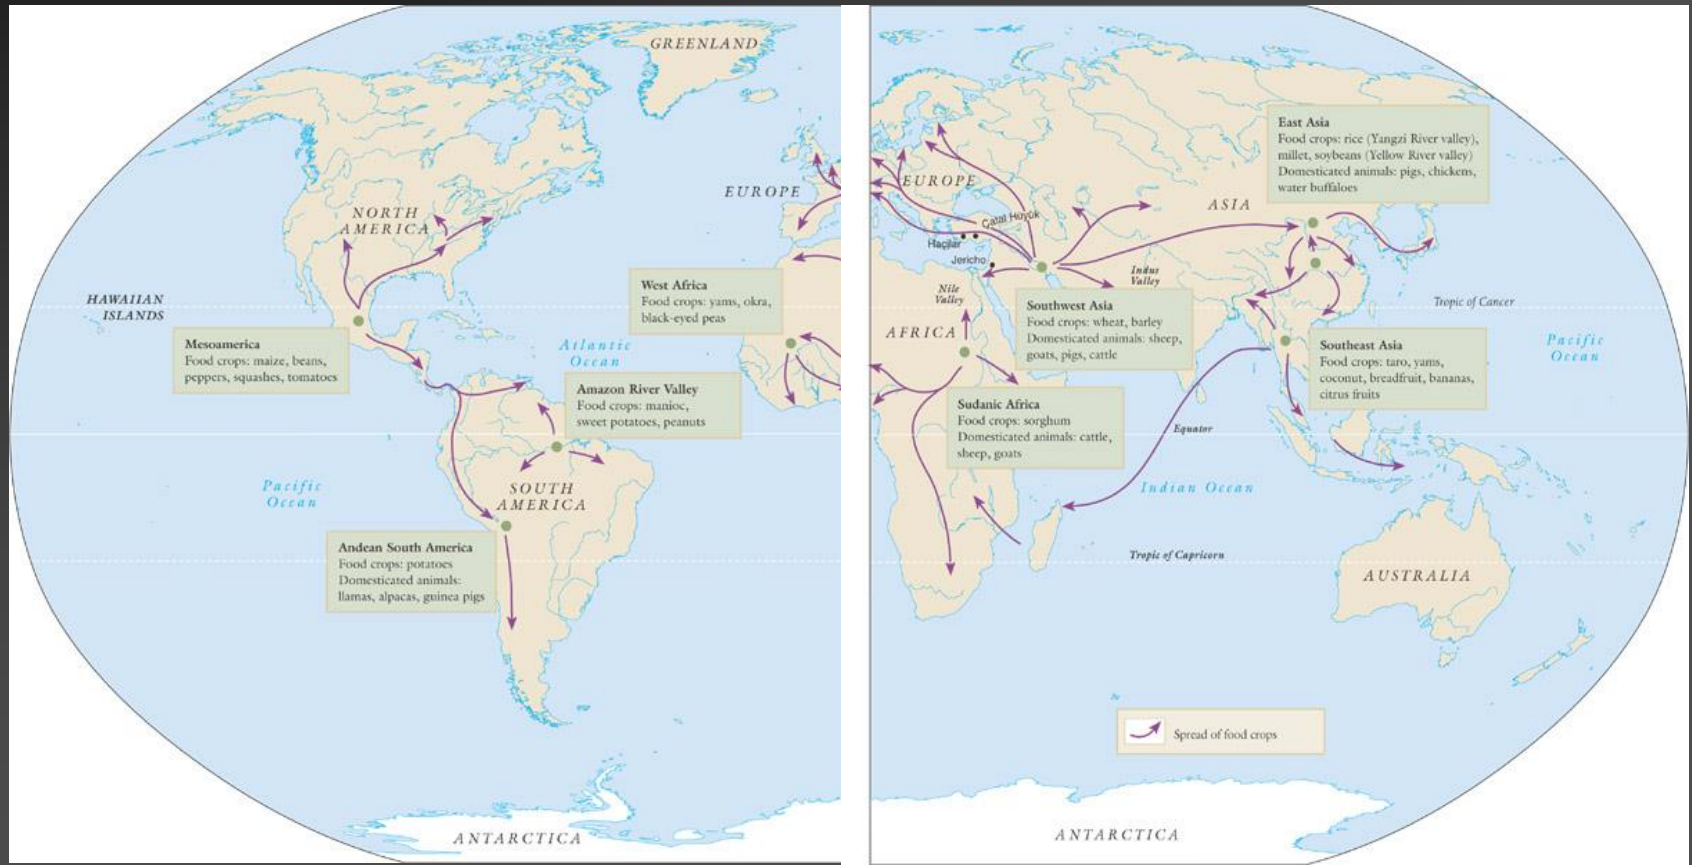 GREENLAND
EUROPE
NORTH
AMERICA
HAWAIIAN
ISLANDS
West Africa
Food crops: yams, okra,
black-eyed peas
Mesoamerica
Food crops: maize, beans,
peppers, squashes, tomatoes
Atlantic
Ocean
Amazon River Valley
Food crops: manioc,
sweet potatoes, peanuts
Pacific
Ocean
SOUTH
AMERICA
Andean South America
Food crops: potatoes
Domesticated animals:
llamas, alpacas, guinea pigs
ANTARCTICA
East Asia
Food crops: rice (Yangzi River valley),
millet, soybeans (Yellow River valley)
Domesticated animals: pigs, chickens,
water buffaloes
EUROPE
ASIA
Çatal Hüyük
Haçilar
Jericho
Indus
Valley
Nile
Valley
Tropic of Cancer
Southwest Asia
Food crops: wheat, barley
Domesticated animals: sheep,
goats, pigs, cattle
AFRICA
Southeast Asia
Food crops: taro, yams,
coconut, breadfruit, bananas,
citrus fruits
Pacific
Ocean
Sudanic Africa
Food crops: sorghum
Domesticated animals: cattle,
sheep, goats
Equator
Indian Ocean
Tropic of Capricorn
AUSTRALIA
Spread of food crops
ANTARCTICA